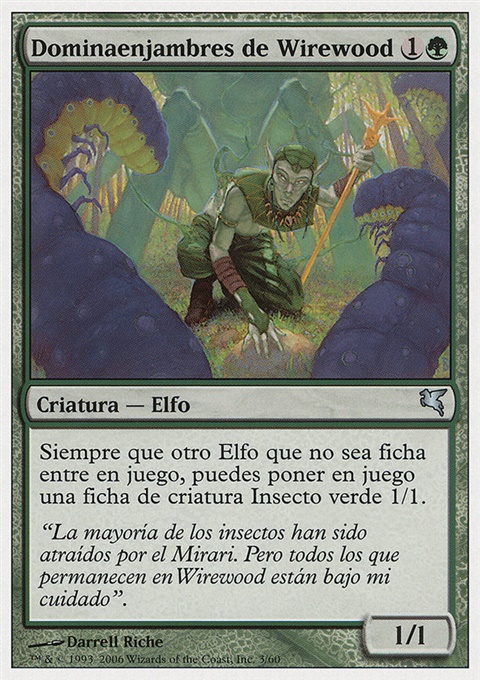 Dominaenjambres de Wirewood 1
Criatura — Elfo
Siempre que otro Elfo que no sea ficha
entre en juego, puedes poner en juego
una ficha de criatura Insecto verde 1/1.
“La mayoría de los insectos han sido
atraídos por el Mirari. Pero todos los que
permanecen en Wirewood están bajo mi
cuidado”.
Darrell Riche
1/1
™ & © 1993–2006 Wizards of the Coast, Inc. 3/60